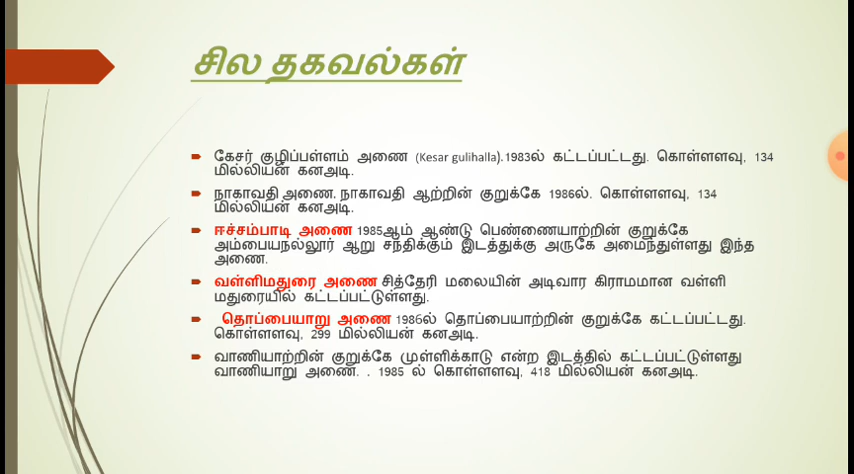 சில தகவல்கள்
கேசர் குழிப்பள்ளம் அணை (Kesar gulihalla).1983ல் கட்டப்பட்டது. கொள்ளளவு, 134
மில்லியன் கனஅடி.
நாகாவதி அணை. நாகாவதி ஆற்றின் குறுக்கே 1986ல். கொள்ளளவு, 134
மில்லியன் கனஅடி.
ஈச்சம்பாடி அணை 1985ஆம் ஆண்டு பெண்ணையாற்றின் குறுக்கே
அம்பையநல்லூர் ஆறு சந்திக்கும் இடத்துக்கு அருகே அமைந்துள்ளது இந்த
அணை.
வள்ளிமதுரை அணை சித்தேரி மலையின் அடிவார கிராமமான வள்ளி
மதுரையில் கட்டப்பட்டுள்ளது.
தொப்பையாறு அணை 1986ல் தொப்பையாற்றின் குறுக்கே கட்டப்பட்டது.
கொள்ளளவு, 299 மில்லியன் கனஅடி.
வாணியாற்றின் குறுக்கே முள்ளிக்காடு என்ற இடத்தில் கட்டப்பட்டுள்ளது
வாணியாறு அணை. . 1985 ல் கொள்ளளவு, 418 மில்லியன் கனஅடி.